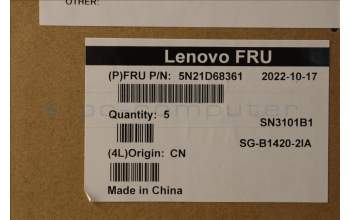 OTHER:
Lenovo FRU
(P)FRU P/N: 5N21D68361 2022-10-17
Quantity: 5
SN3101B1
SG-B1420-2IA
(4L)Origin: CN
Made in China